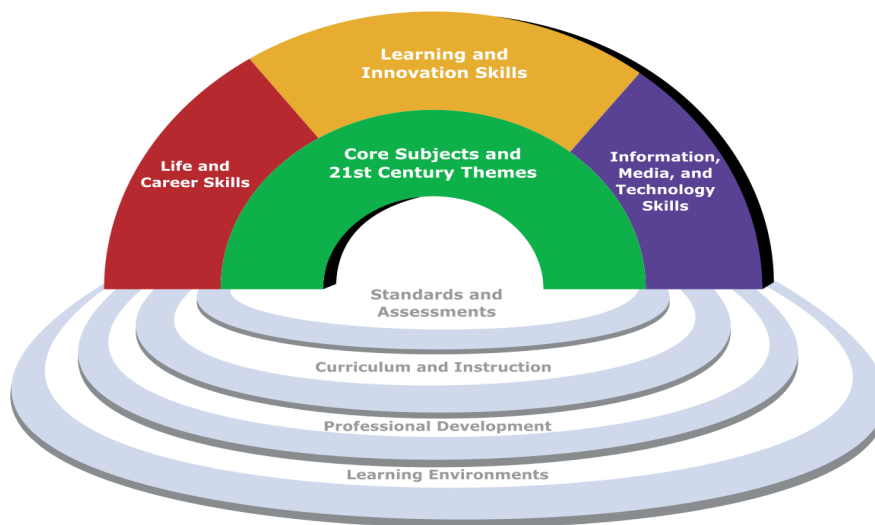 Learning and
Innovation Skills
Life and
Career Skills
Core Subjects and
21st Century Themes
Information,
Media, and
Technology
Skills
Standards and
Assessments
Curriculum and Instruction
Professional Development
Learning Environments